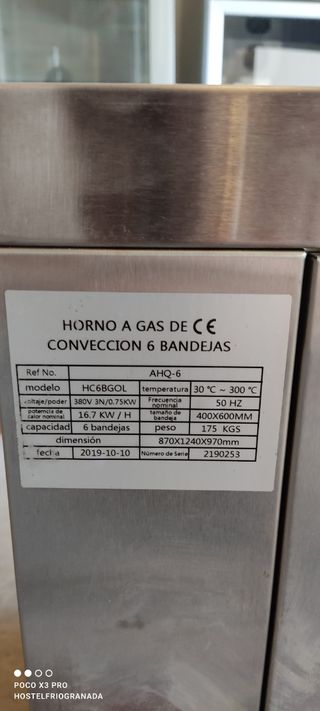 HORNO A GAS DE CE
CONVECCION 6 BANDEJAS
Ref No. AHQ-6
modelo HC6BGOL temperatura 30 ℃ ~ 300 ℃
oltaje/poder 380V 3N/0.75KW Frecuencia nominal 50 HZ
potencia de calor nominal 16.7 KW / H tamaño de bandeja 400X600MM
capacidad 6 bandejas peso 175 KGS
dimensión 870X1240X970mm
fecha 2019-10-10 Número de Serie 2190253
POCO X3 PRO
HOSTELFRIOGRANADA